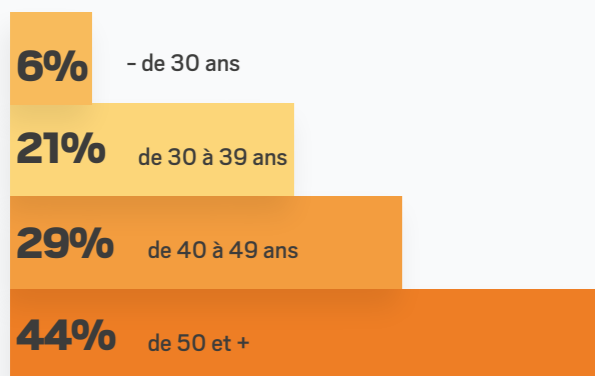 6% - de 30 ans
21% de 30 à 39 ans
29% de 40 à 49 ans
44% de 50 et +